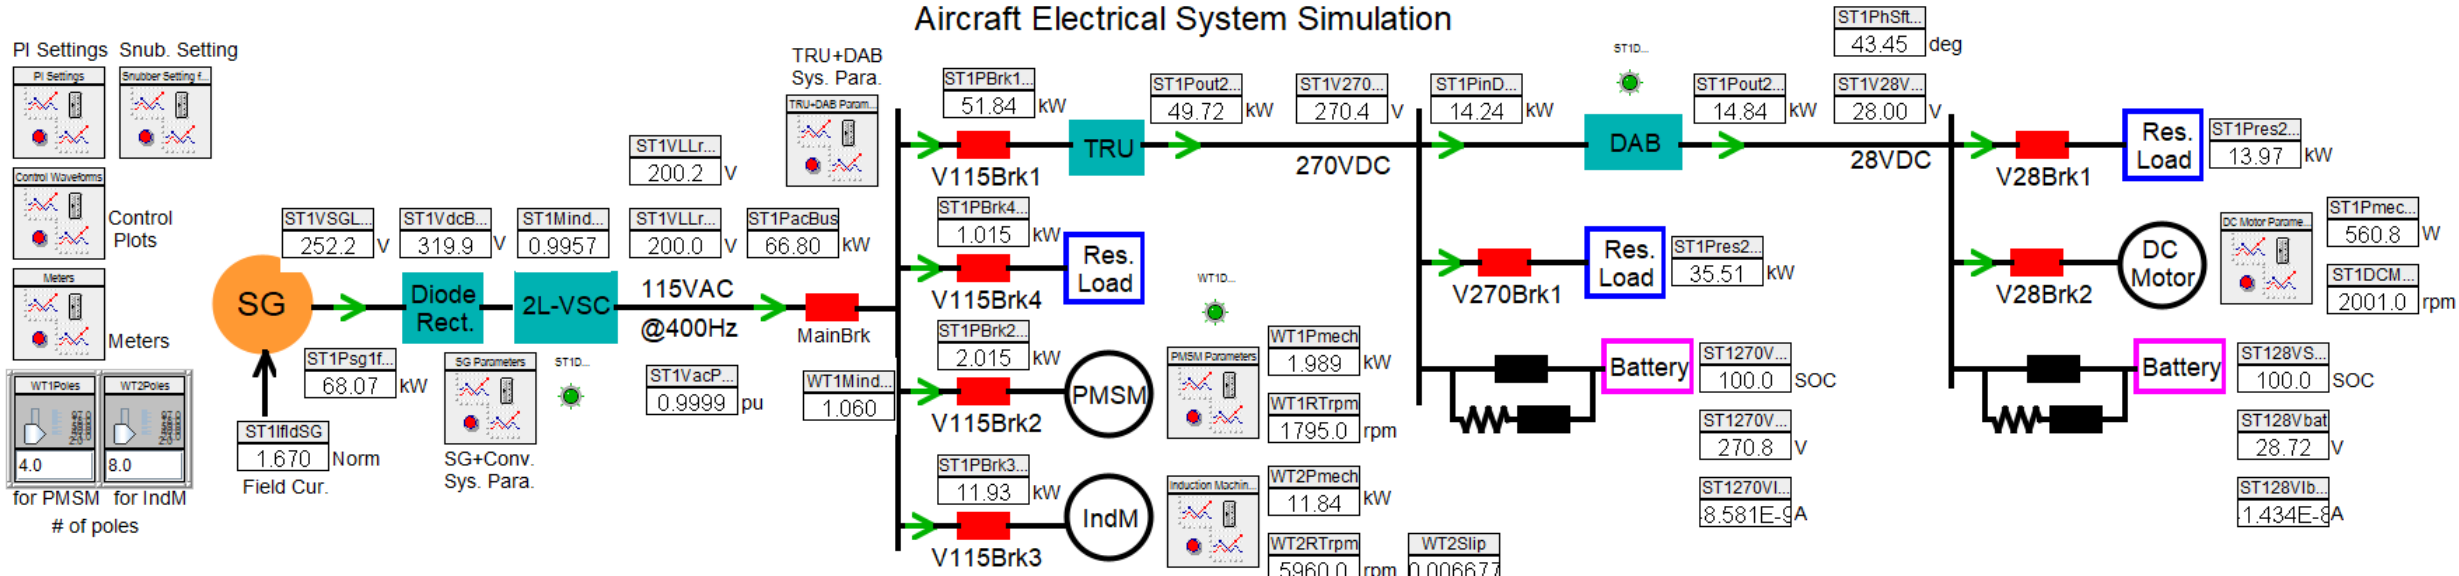 Aircraft Electrical System Simulation
PI Settings
Snub. Setting
PI Settings
Snubber Setting f...
Control Waveforms
Control
Plots
Meters
Meters
WT1Poles
WT2Poles
4.0
8.0
for PMSM
for IndM
# of poles
ST1VSGL...
252.2 V
ST1VdcB...
319.9 V
ST1Mind...
0.9957
ST1VLLr...
200.2 V
ST1VLLr...
200.0 V
ST1PacBus
66.80 kW
SG
Diode
Rect.
2L-VSC
115VAC
@400Hz
MainBrk
ST1Psg1f...
68.07 kW
ST1IfldSG
1.670 Norm
Field Cur.
SG Parameters
SG+Conv.
Sys. Para.
ST1D...
ST1VacP...
0.9999 pu
WT1Mind...
1.060
TRU+DAB
Sys. Para.
TRU+DAB Param...
ST1PBrk1...
51.84 kW
V115Brk1
TRU
ST1Pout2...
49.72 kW
ST1V270...
270.4 V
270VDC
ST1PinD...
14.24 kW
ST1D...
DAB
ST1Pout2...
14.84 kW
ST1PhSft...
43.45 deg
ST1V28V...
28.00 V
28VDC
V28Brk1
Res.
Load
ST1Pres2...
13.97 kW
ST1PBrk4...
1.015 kW
V115Brk4
Res.
Load
V270Brk1
Res.
Load
ST1Pres2...
35.51 kW
V28Brk2
DC
Motor
DC Motor Parame...
ST1Pmec...
560.8 W
ST1DCM...
2001.0 rpm
ST1PBrk2...
2.015 kW
V115Brk2
PMSM
WT1D...
PMSM Parameters
WT1Pmech
1.989 kW
WT1RTrpm
1795.0 rpm
Battery
ST1270V...
100.0 SOC
ST1270V...
270.8 V
ST1270VI...
-8.581E-9 A
Battery
ST128VS...
100.0 SOC
ST128Vbat
28.72 V
ST128VIb...
-1.434E-8 A
ST1PBrk3...
11.93 kW
V115Brk3
IndM
Induction Machin...
WT2Pmech
11.84 kW
WT2RTrpm
5960.0 rpm
WT2Slip
0.006677